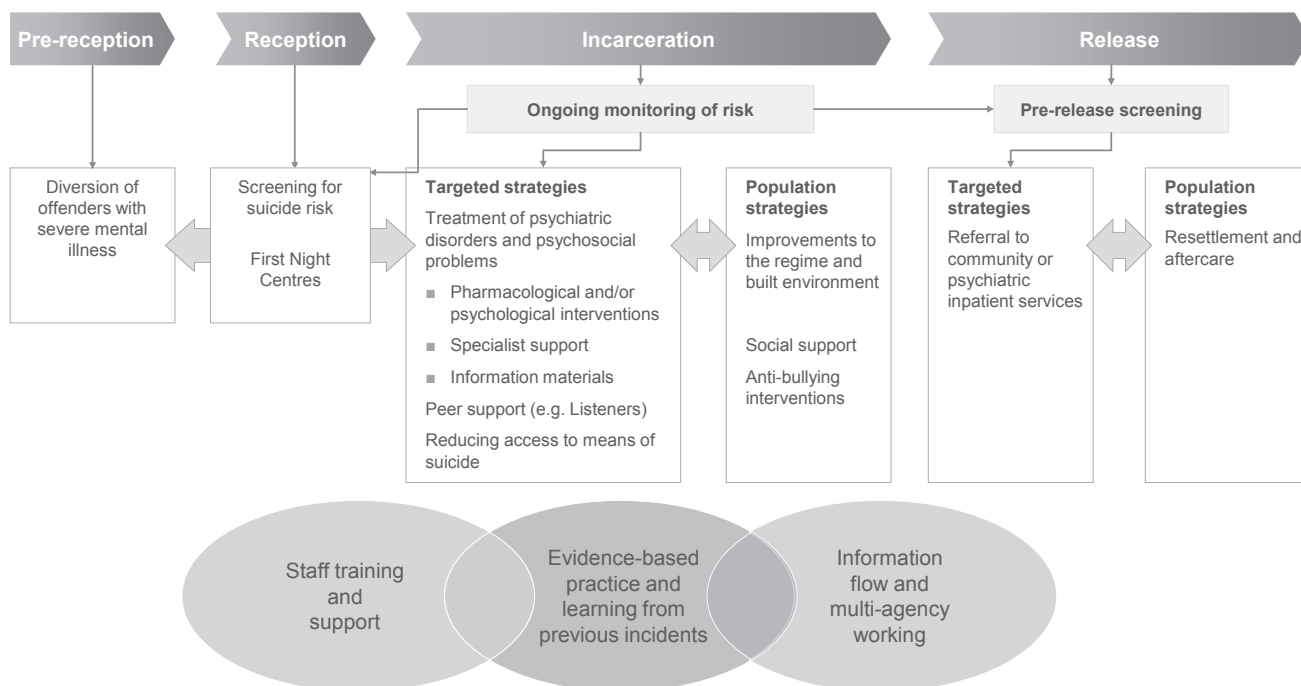 Pre-reception
Reception
Incarceration
Release
Ongoing monitoring of risk
Pre-release screening
Diversion of
offenders with
severe mental
illness
Screening for
suicide risk
First Night
Centres
Targeted strategies
Treatment of psychiatric
disorders and psychosocial
problems
■ Pharmacological and/or
psychological interventions
■ Specialist support
■ Information materials
Peer support (e.g. Listeners)
Reducing access to means of
suicide
Population
strategies
Improvements to
the regime and
built environment
Social support
Anti-bullying
interventions
Targeted
strategies
Referral to
community or
psychiatric
inpatient services
Population
strategies
Resettlement and
aftercare
Staff training
and
support
Evidence-based
practice and
learning from
previous incidents
Information
flow and
multi-agency
working